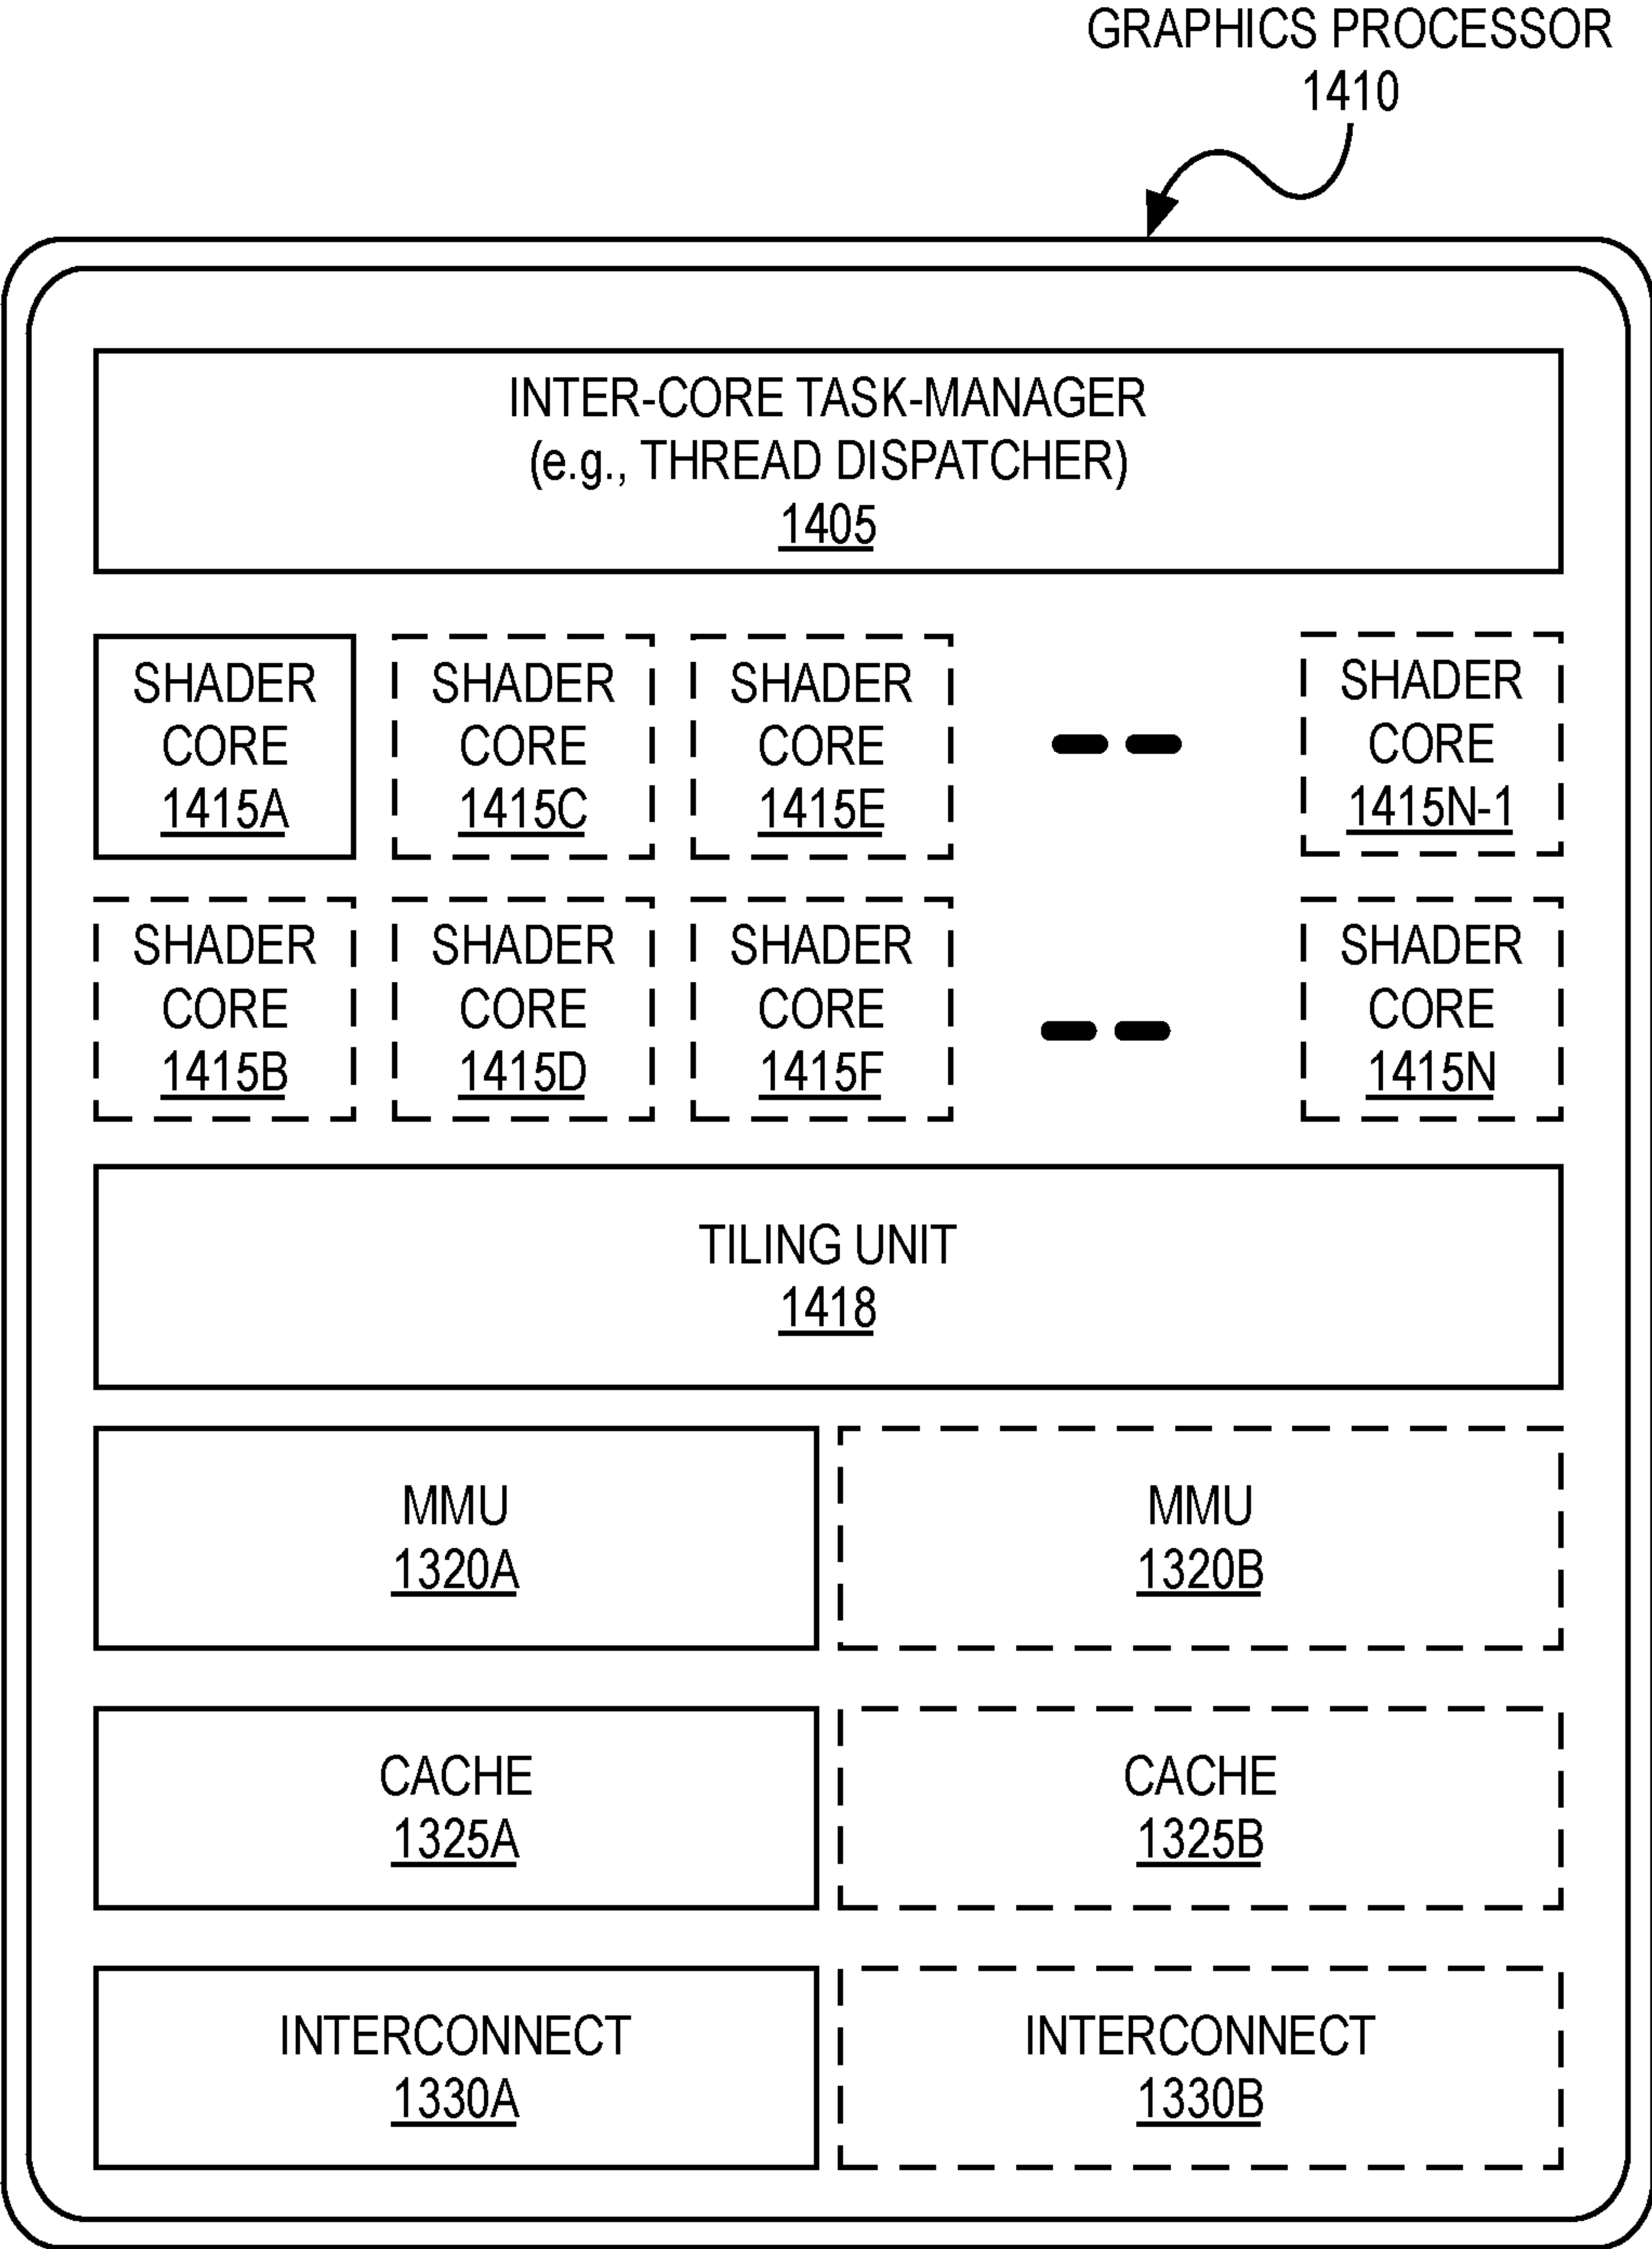 GRAPHICS PROCESSOR
1410
INTER-CORE TASK-MANAGER
(e.g., THREAD DISPATCHER)
1405
SHADER
CORE
1415A
SHADER
CORE
1415C
SHADER
CORE
1415E
SHADER
CORE
1415N-1
SHADER
CORE
1415B
SHADER
CORE
1415D
SHADER
CORE
1415F
SHADER
CORE
1415N
TILING UNIT
1418
MMU
1320A
MMU
1320B
CACHE
1325A
CACHE
1325B
INTERCONNECT
1330A
INTERCONNECT
1330B